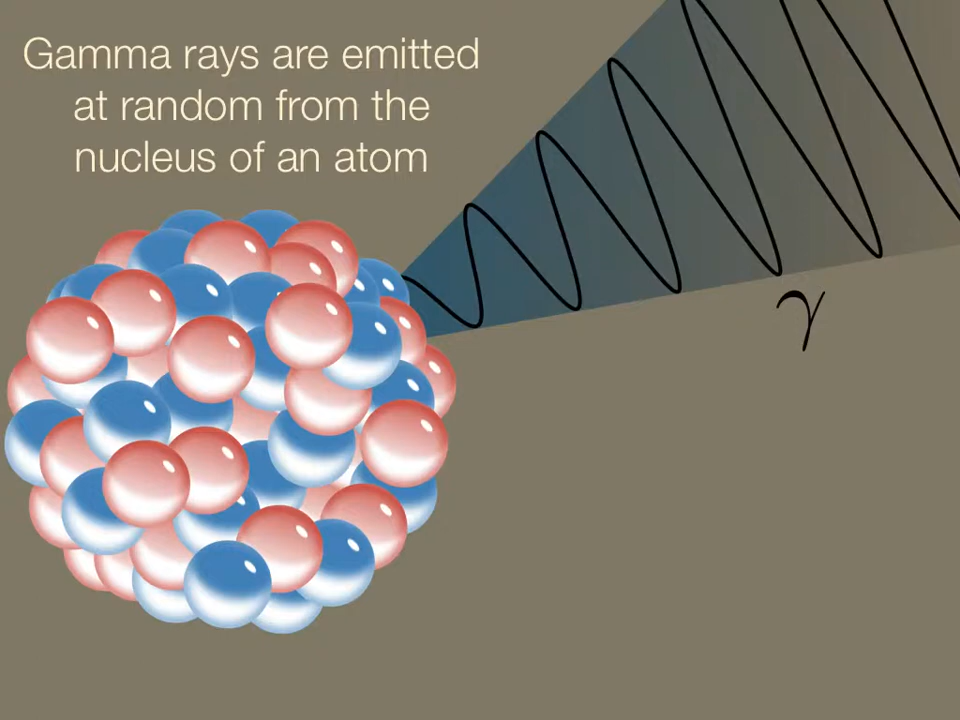 Gamma rays are emitted
at random from the
nucleus of an atom
γ